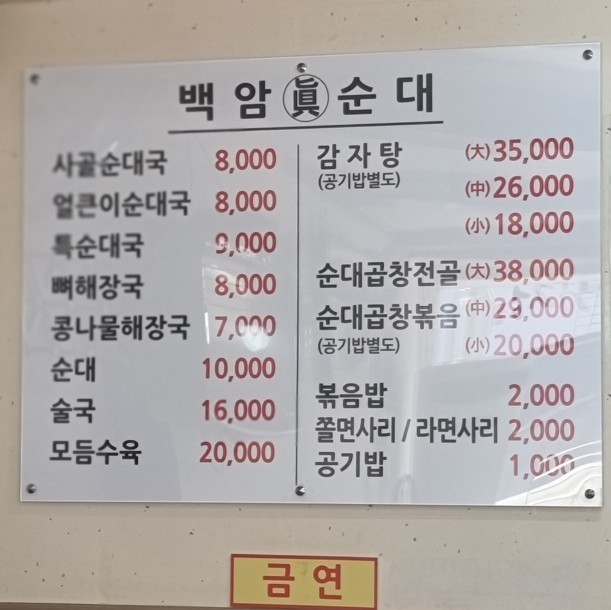 백암眞순대
사골순대국 8,000
얼큰이순대국 8,000
특순대국 9,000
뼈해장국 8,000
콩나물해장국 7,000
순대 10,000
술국 16,000
모듬수육 20,000
감자탕 (大) 35,000
(공기밥별도) (中) 26,000
(小) 18,000
순대곱창전골 (大) 38,000
순대곱창볶음 (中) 29,000
(공기밥별도) (小) 20,000
볶음밥 2,000
쫄면사리 / 라면사리 2,000
공기밥 1,000
금연